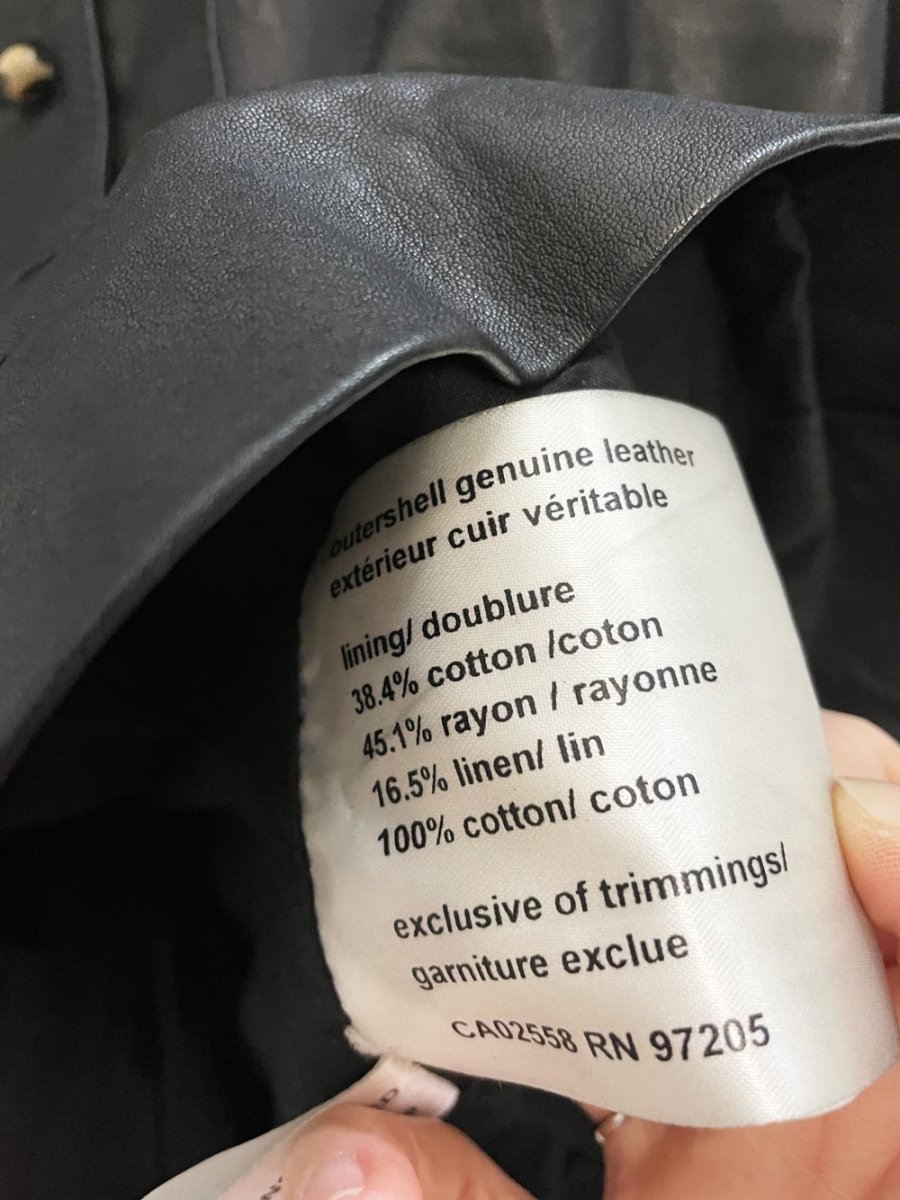 outershell genuine leather
extérieur cuir véritable
lining/ doublure
38.4% cotton /coton
45.1% rayon / rayonne
16.5% linen/ lin
100% cotton/ coton
exclusive of trimmings/
garniture exclue
CA02558 RN 97205